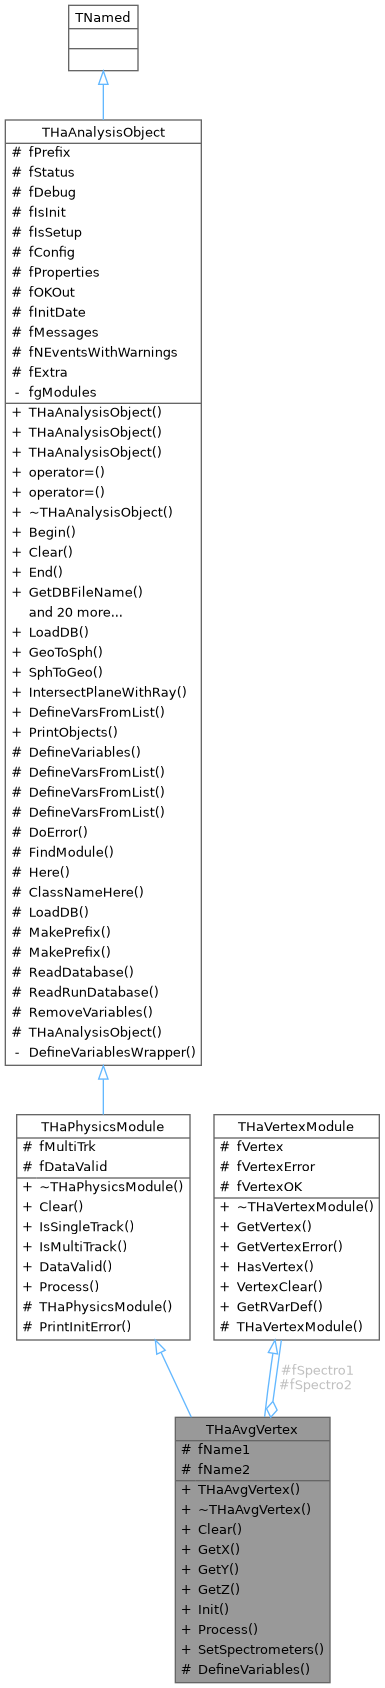 TNamed
THaAnalysisObject
# fPrefix
# fStatus
# fDebug
# fIsInit
# fIsSetup
# fConfig
# fProperties
# fOKOut
# fInitDate
# fMessages
# fNEventsWithWarnings
# fExtra
- fgModules
+ THaAnalysisObject()
+ THaAnalysisObject()
+ THaAnalysisObject()
+ operator=()
+ operator=()
+ ~THaAnalysisObject()
+ Begin()
+ Clear()
+ End()
+ GetDBFileName()
and 20 more...
+ LoadDB()
+ GeoToSph()
+ SphToGeo()
+ IntersectPlaneWithRay()
+ DefineVarsFromList()
+ PrintObjects()
# DefineVariables()
# DefineVarsFromList()
# DefineVarsFromList()
# DefineVarsFromList()
# DoError()
# FindModule()
# Here()
# ClassNameHere()
# LoadDB()
# MakePrefix()
# MakePrefix()
# ReadDatabase()
# ReadRunDatabase()
# RemoveVariables()
# THaAnalysisObject()
- DefineVariablesWrapper()
THaPhysicsModule
# fMultiTrk
# fDataValid
+ ~THaPhysicsModule()
+ Clear()
+ IsSingleTrack()
+ IsMultiTrack()
+ DataValid()
+ Process()
# THaPhysicsModule()
# PrintInitError()
THaVertexModule
# fVertex
# fVertexError
# fVertexOK
+ ~THaVertexModule()
+ GetVertex()
+ GetVertexError()
+ HasVertex()
+ VertexClear()
+ GetRVarDef()
# THaVertexModule()
#fSpectro1
#fSpectro2
THaAvgVertex
# fName1
# fName2
+ THaAvgVertex()
+ ~THaAvgVertex()
+ Clear()
+ GetX()
+ GetY()
+ GetZ()
+ Init()
+ Process()
+ SetSpectrometers()
# DefineVariables()